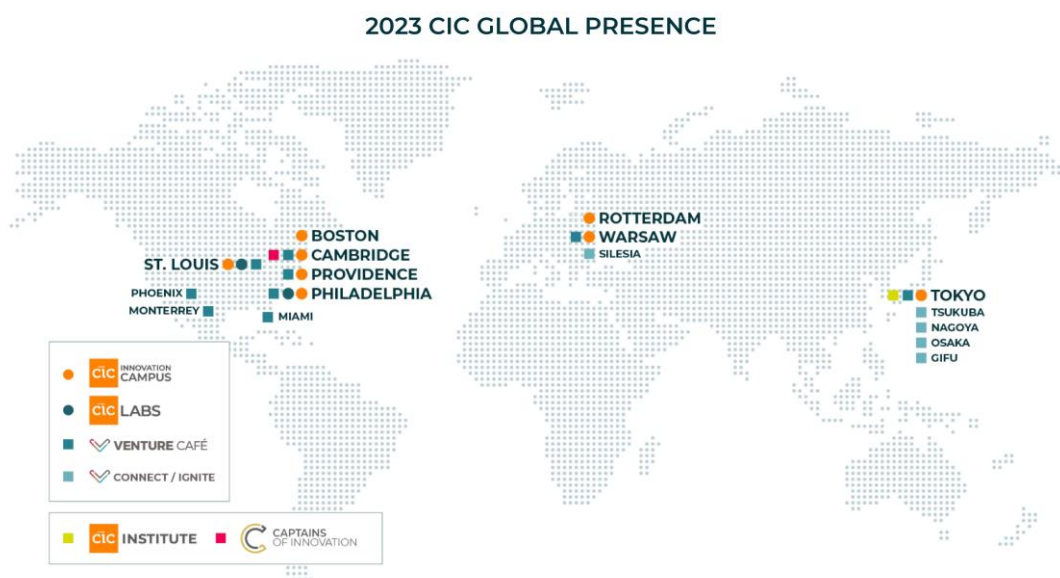 2023 CIC GLOBAL PRESENCE
BOSTON
CAMBRIDGE
ST. LOUIS
PROVIDENCE
PHILADELPHIA
PHOENIX
MONTERREY
MIAMI
ROTTERDAM
WARSAW
SILESIA
TOKYO
TSUKUBA
NAGOYA
OSAKA
GIFU
CIC INNOVATION
CAMPUS
CIC LABS
VENTURE CAFÉ
CONNECT / IGNITE
CIC INSTITUTE
CAPTAINS
OF INNOVATION